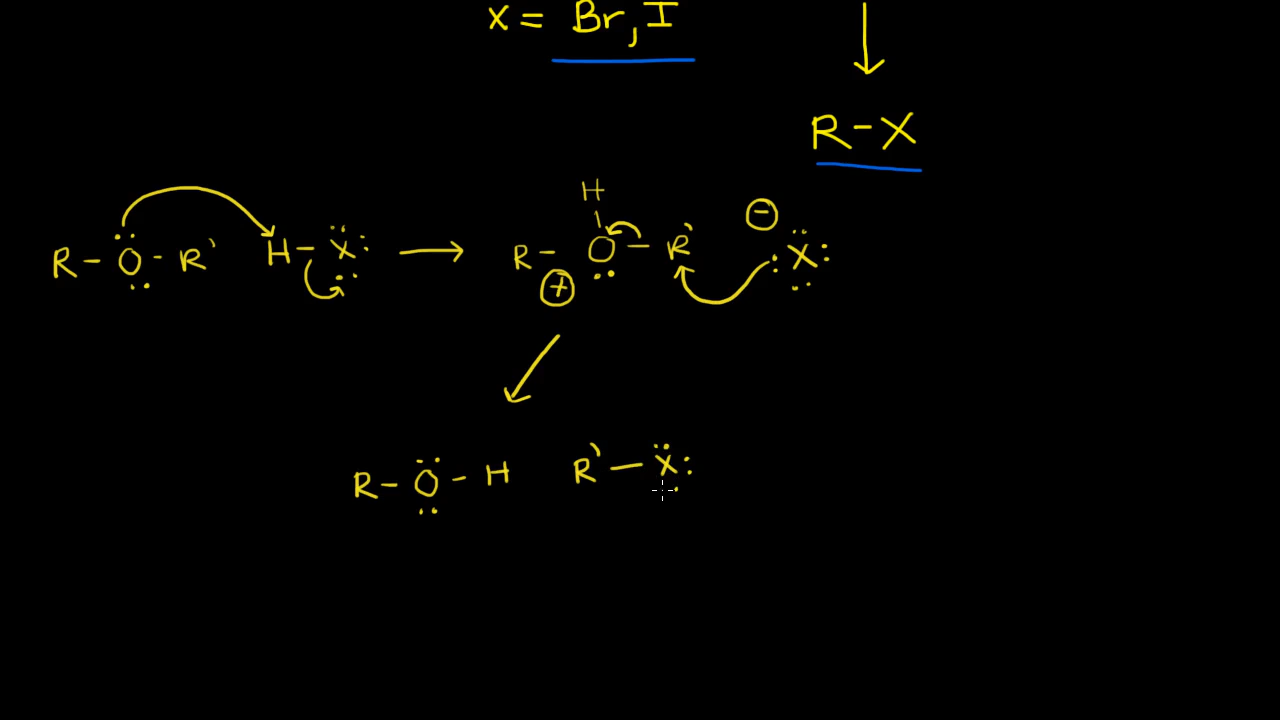 X = Br, I
R - X
H
⊖
R - Ö - R` H - Ẍ: → R - O - R` :Ẍ:
⊕
R - Ö - H R` - Ẍ: